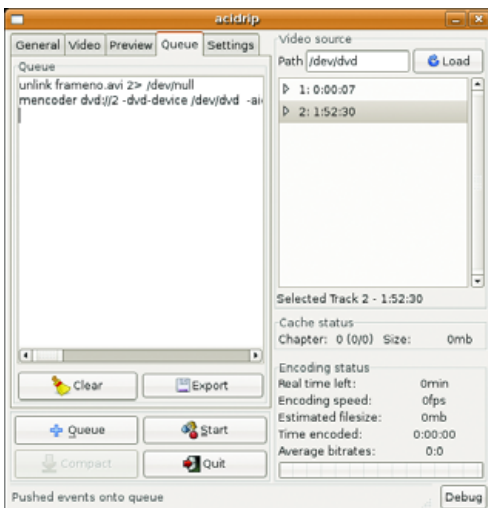 acidrip
General Video Preview Queue Settings
Queue
unlink frameno.avi 2> /dev/null
mencoder dvd://2 -dvd-device /dev/dvd -aid
Clear
Export
Queue
Start
Compact
Quit
Pushed events onto queue
Video source
Path /dev/dvd
Load
1: 0:00:07
2: 1:52:30
Selected Track 2 - 1:52:30
Cache status
Chapter: 0 (0/0) Size: 0mb
Encoding status
Real time left: 0min
Encoding speed: 0fps
Estimated filesize: 0mb
Time encoded: 0:00:00
Average bitrates: 0:0
Debug